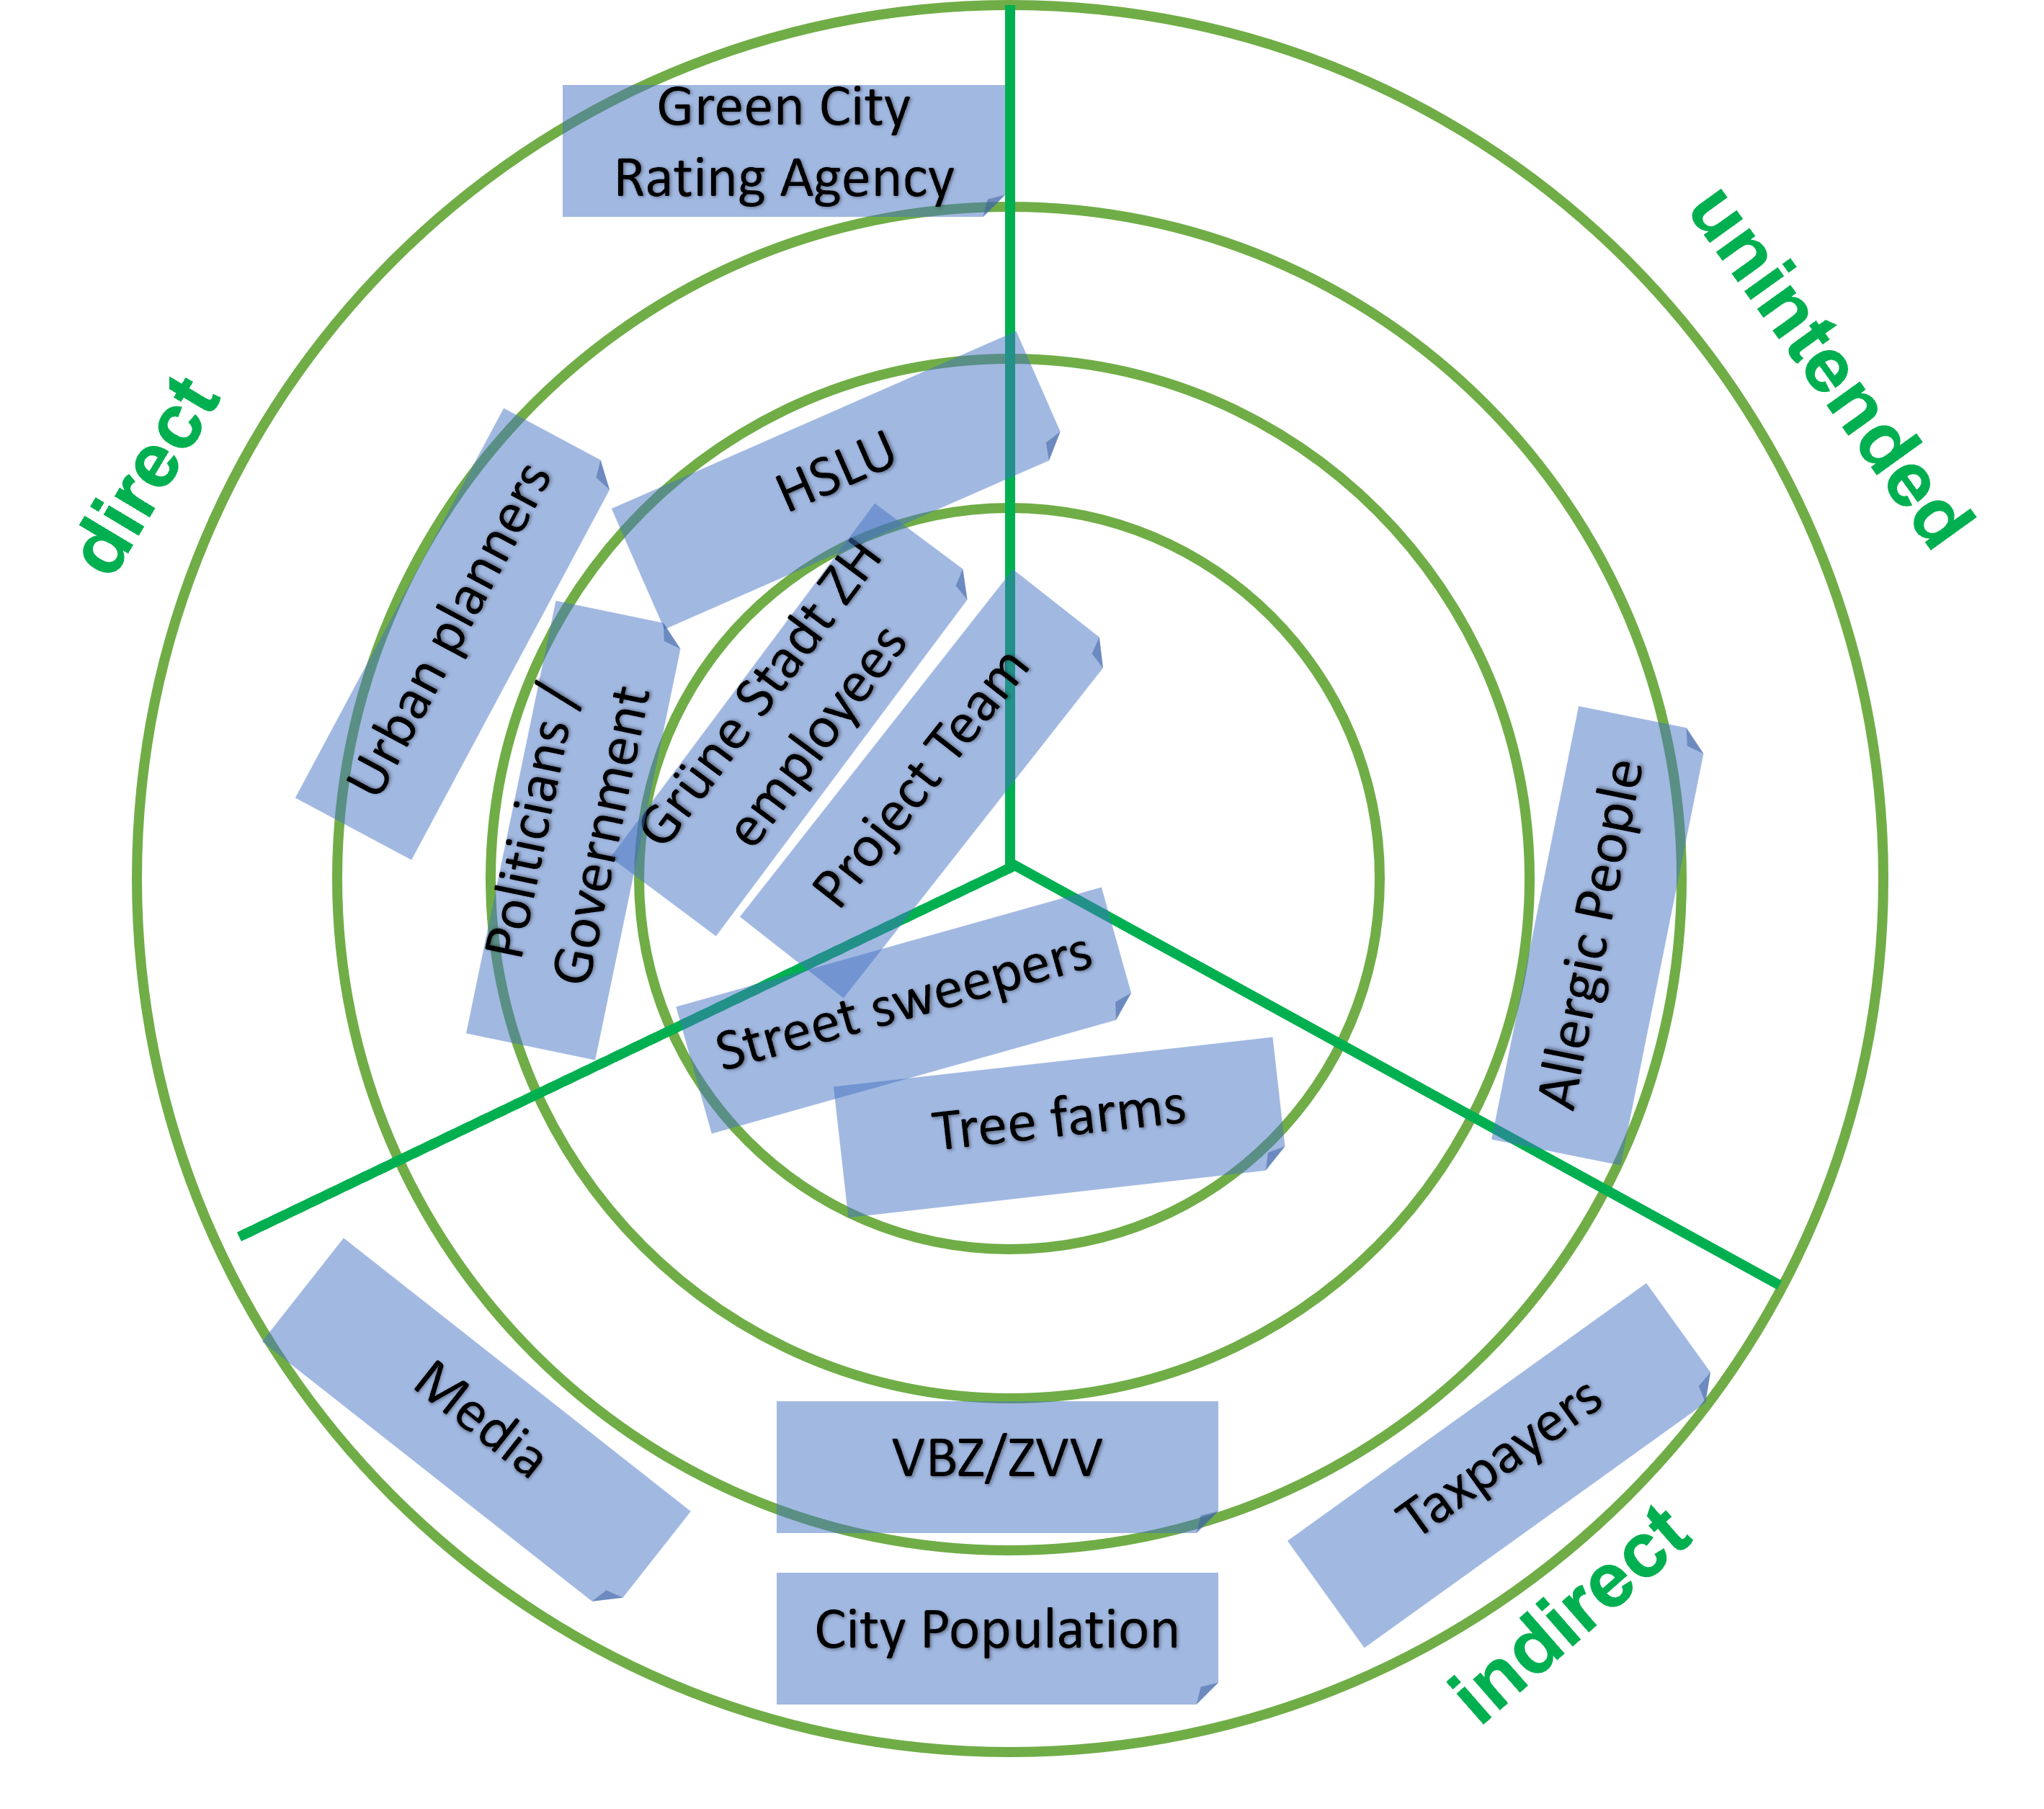 Green City
Rating Agency
unintended
direct
HSLU
Urban planners
Grüne Stadt ZH
employees
Politicians /
Government
Project Team
Allergic People
Street sweepers
Tree farms
Media
VBZ/ZVV
Taxpayers
indirect
City Population